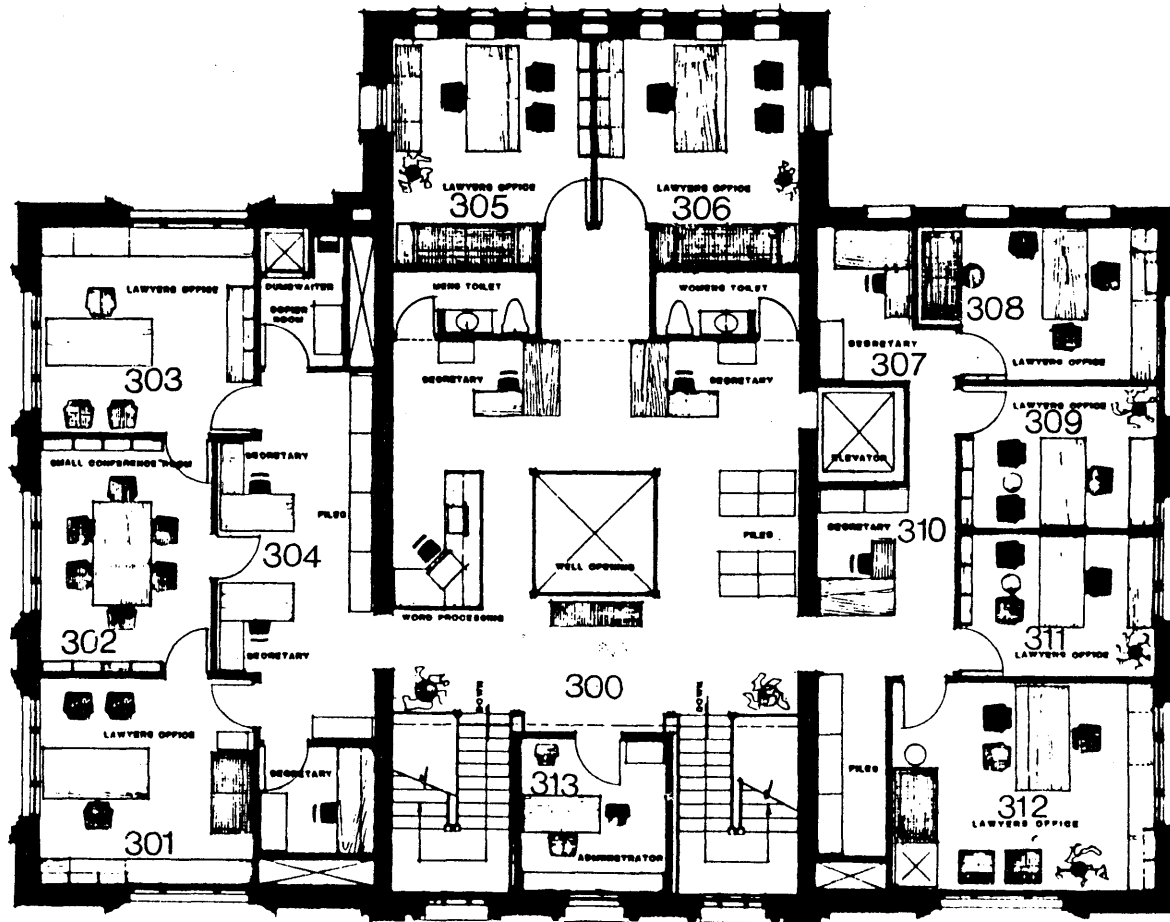 LAWYERS OFFICE
305
LAWYERS OFFICE
306
MENS TOILET
WOMENS TOILET
LAWYERS OFFICE
303
DUMBWAITER
COPIER
ROOM
SECRETARY
SECRETARY
SECRETARY
307
308
LAWYERS OFFICE
LAWYERS OFFICE
309
ELEVATOR
SMALL CONFERENCE ROOM
302
SECRETARY
FILES
304
SECRETARY
WORD PROCESSING
WELL OPENING
FILES
SECRETARY
310
311
LAWYERS OFFICE
300
LAWYERS OFFICE
301
SECRETARY
313
ADMINISTRATOR
FILES
312
LAWYERS OFFICE